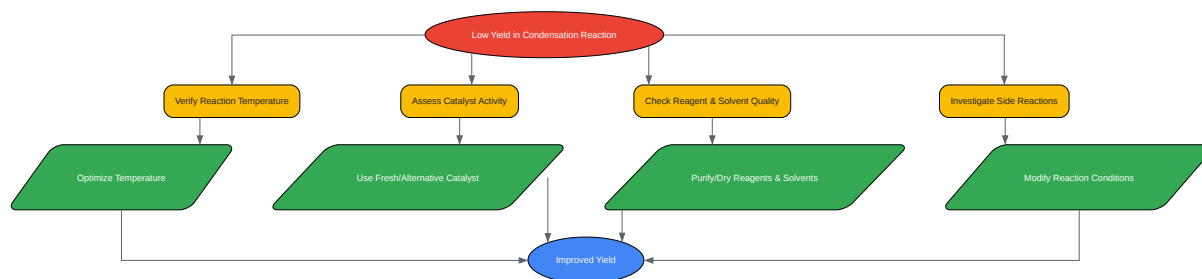 Low Yield in Condensation Reaction
Verify Reaction Temperature
Assess Catalyst Activity
Check Reagent & Solvent Quality
Investigate Side Reactions
Optimize Temperature
Use Fresh/Alternative Catalyst
Purify/Dry Reagents & Solvents
Modify Reaction Conditions
Improved Yield